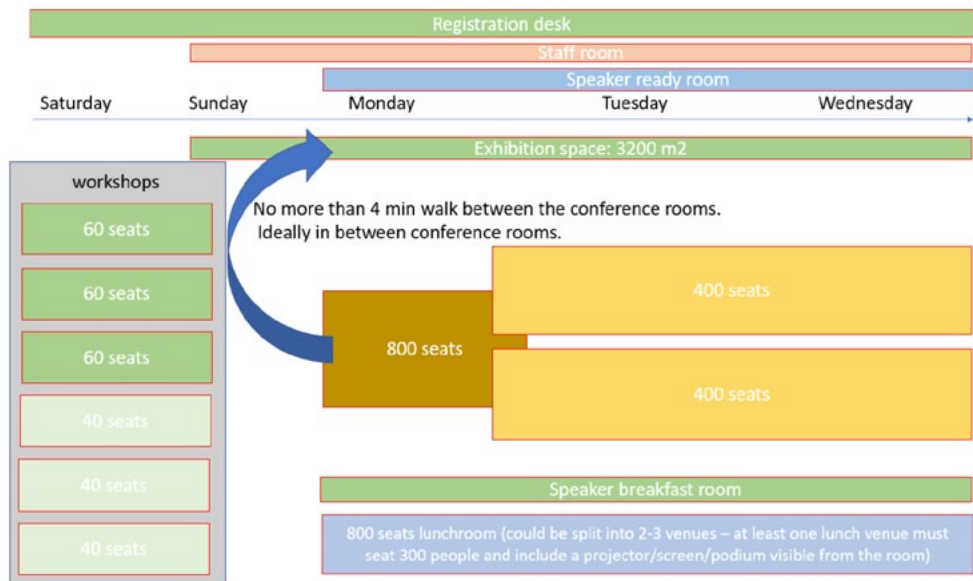 Registration desk
Staff room
Speaker ready room
Saturday Sunday Monday Tuesday Wednesday
Exhibition space: 3200 m2
workshops
60 seats
60 seats
60 seats
40 seats
40 seats
40 seats
No more than 4 min walk between the conference rooms.
Ideally in between conference rooms.
800 seats
400 seats
400 seats
Speaker breakfast room
800 seats lunchroom (could be split into 2-3 venues – at least one lunch venue must
seat 300 people and include a projector/screen/podium visible from the room)